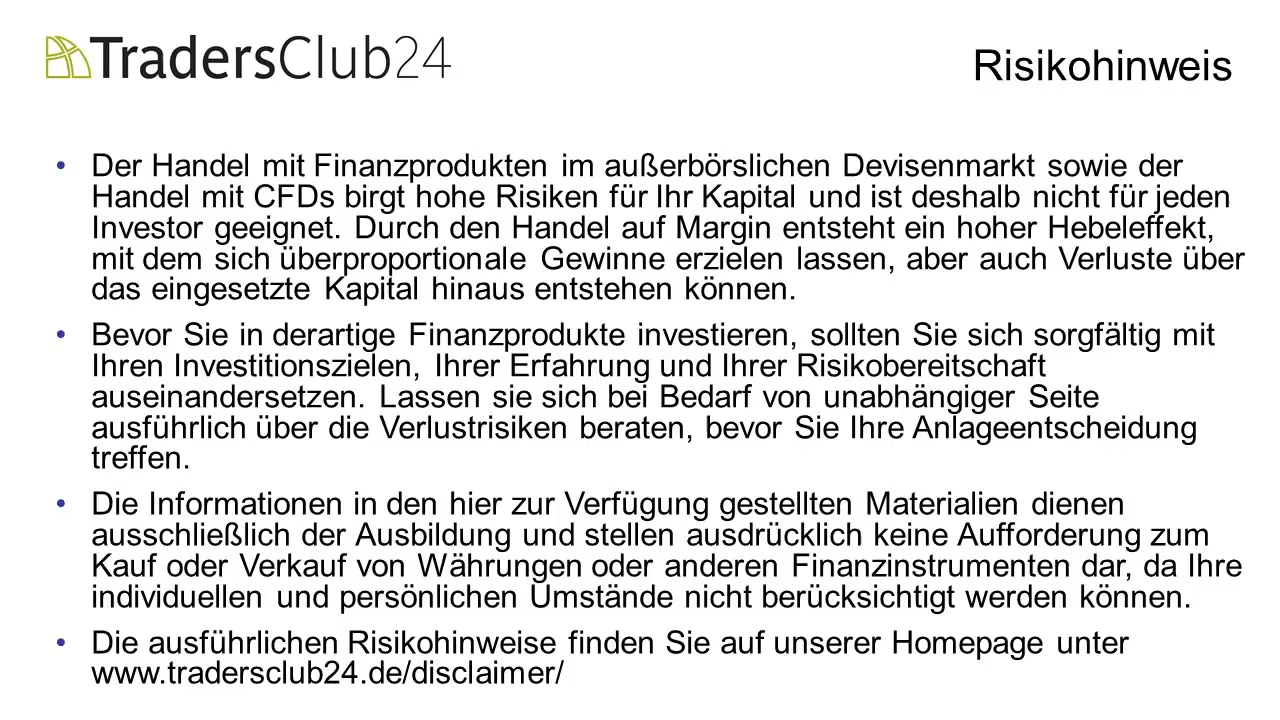 TradersClub24
Risikohinweis
• Der Handel mit Finanzprodukten im außerbörslichen Devisenmarkt sowie der
Handel mit CFDs birgt hohe Risiken für Ihr Kapital und ist deshalb nicht für jeden
Investor geeignet. Durch den Handel auf Margin entsteht ein hoher Hebeleffekt,
mit dem sich überproportionale Gewinne erzielen lassen, aber auch Verluste über
das eingesetzte Kapital hinaus entstehen können.
• Bevor Sie in derartige Finanzprodukte investieren, sollten Sie sich sorgfältig mit
Ihren Investitionszielen, Ihrer Erfahrung und Ihrer Risikobereitschaft
auseinandersetzen. Lassen sie sich bei Bedarf von unabhängiger Seite
ausführlich über die Verlustrisiken beraten, bevor Sie Ihre Anlageentscheidung
treffen.
• Die Informationen in den hier zur Verfügung gestellten Materialien dienen
ausschließlich der Ausbildung und stellen ausdrücklich keine Aufforderung zum
Kauf oder Verkauf von Währungen oder anderen Finanzinstrumenten dar, da Ihre
individuellen und persönlichen Umstände nicht berücksichtigt werden können.
• Die ausführlichen Risikohinweise finden Sie auf unserer Homepage unter
www.tradersclub24.de/disclaimer/